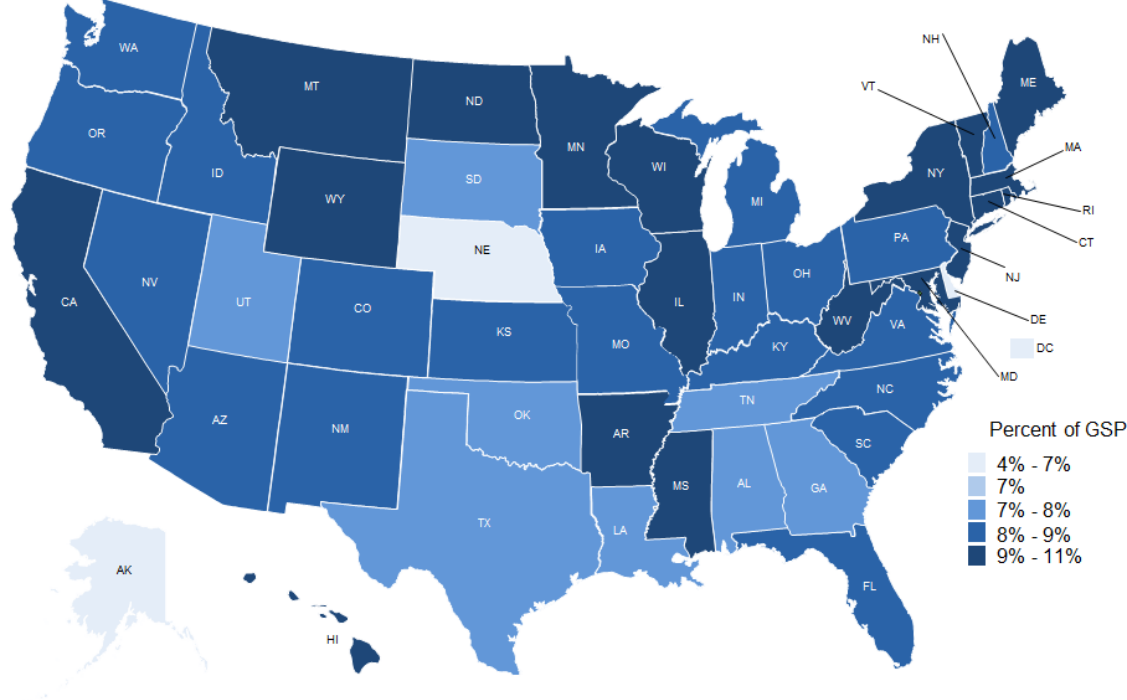 WA
NH
MT
ND
VT
ME
OR
MN
MA
ID
SD
WI
NY
WY
MI
RI
NE
IA
PA
CT
NV
UT
OH
NJ
CA
CO
IL
IN
WV
DE
KS
MO
VA
KY
DC
MD
AZ
NM
OK
TN
NC
AR
SC
MS
AL
GA
TX
LA
FL
AK
HI
Percent of GSP
4% - 7%
7%
7% - 8%
8% - 9%
9% - 11%